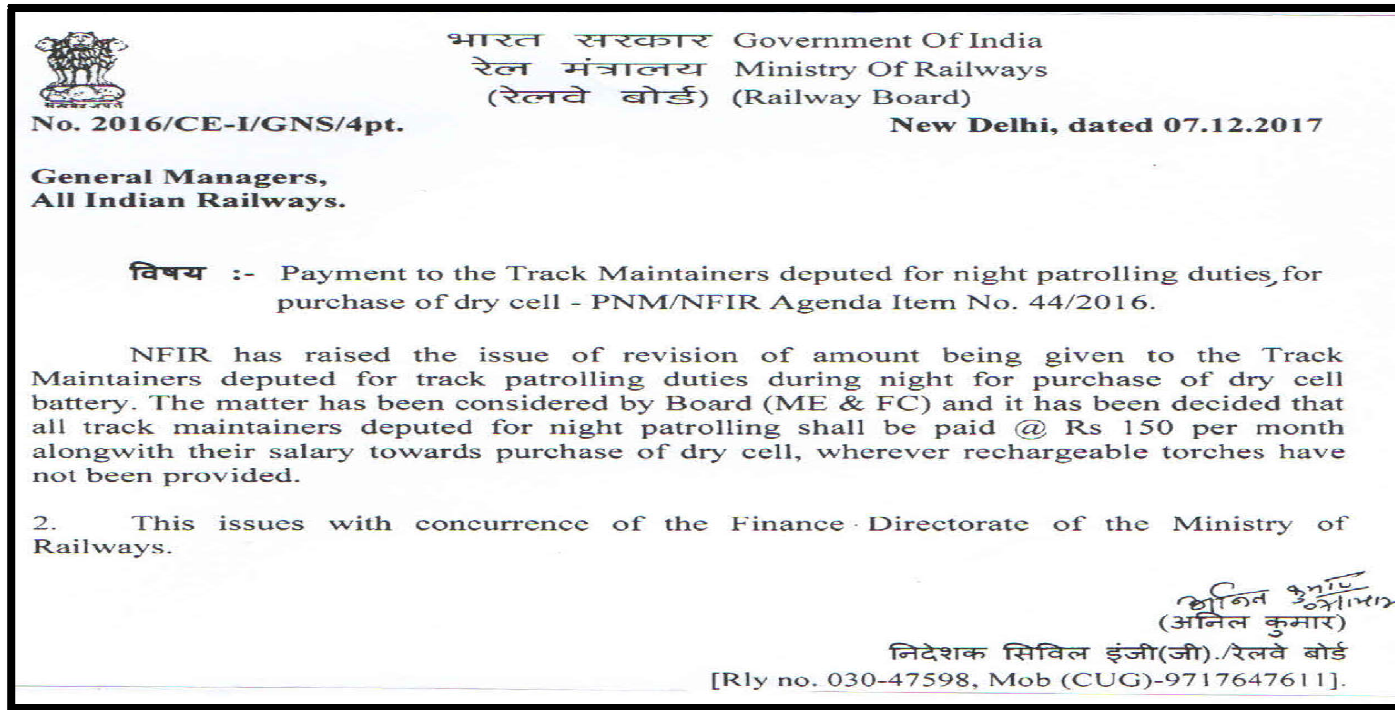 भारत सरकार Government Of India
रेल मंत्रालय Ministry Of Railways
(रेलवे बोर्ड) (Railway Board)
सत्यमेव जयते
No. 2016/CE-I/GNS/4pt. New Delhi, dated 07.12.2017
General Managers,
All Indian Railways.
विषय :- Payment to the Track Maintainers deputed for night patrolling duties, for
purchase of dry cell - PNM/NFIR Agenda Item No. 44/2016.
NFIR has raised the issue of revision of amount being given to the Track
Maintainers deputed for track patrolling duties during night for purchase of dry cell
battery. The matter has been considered by Board (ME & FC) and it has been decided that
all track maintainers deputed for night patrolling shall be paid @ Rs 150 per month
alongwith their salary towards purchase of dry cell, wherever rechargeable torches have
not been provided.
2. This issues with concurrence of the Finance Directorate of the Ministry of
Railways.
अनिल कुमार
(अनिल कुमार)
निदेशक सिविल इंजी(जी)./रेलवे बोर्ड
[Rly no. 030-47598, Mob (CUG)-9717647611].